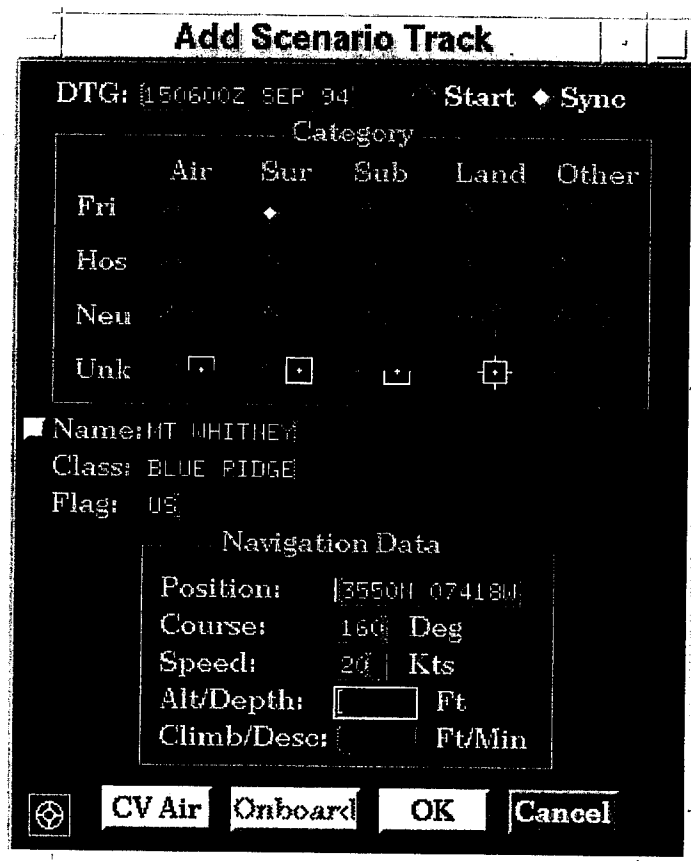 Add Scenario Track
DTG: 150600Z SEP 94 Start Sync
Category
Air Sur Sub Land Other
Fri
Hos
Neu
Unk
Name: MT WHITNEY
Class: BLUE RIDGE
Flag: US
Navigation Data
Position: 3550N 07418W
Course: 160 Deg
Speed: 20 Kts
Alt/Depth: Ft
Climb/Desc: Ft/Min
CV Air Onboard OK Cancel